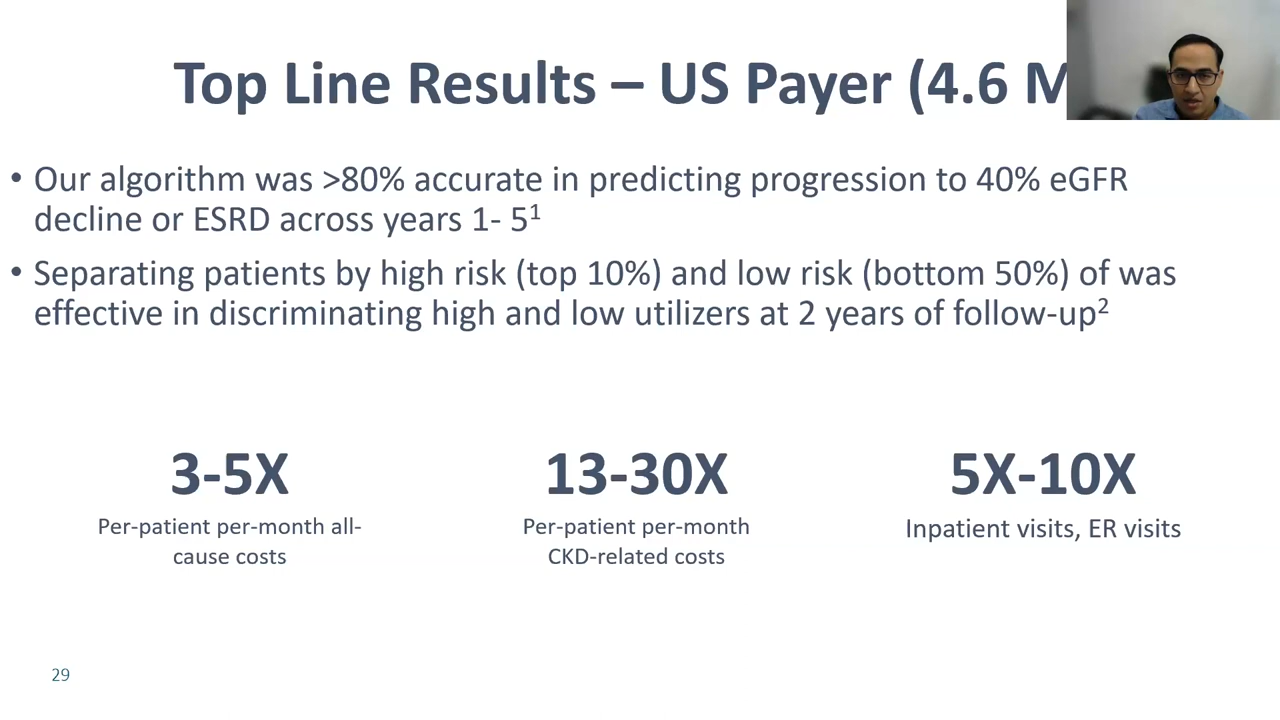 Top Line Results – US Payer (4.6 M
• Our algorithm was >80% accurate in predicting progression to 40% eGFR
decline or ESRD across years 1- 5¹
• Separating patients by high risk (top 10%) and low risk (bottom 50%) of was
effective in discriminating high and low utilizers at 2 years of follow-up²
3-5X
Per-patient per-month all-
cause costs
13-30X
Per-patient per-month
CKD-related costs
5X-10X
Inpatient visits, ER visits
29